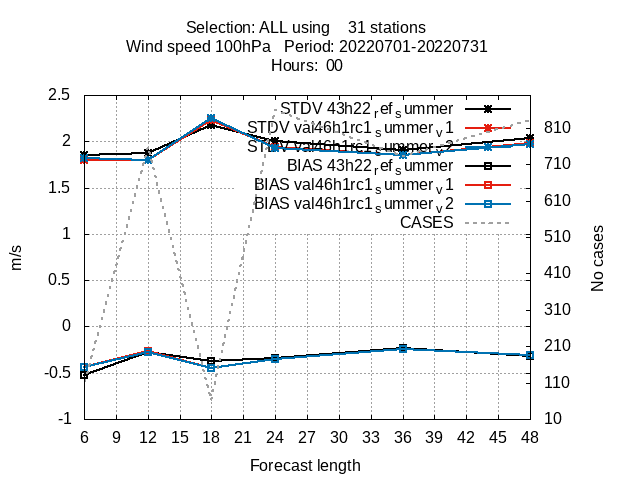 Selection: ALL using 31 stations
Wind speed 100hPa Period: 20220701-20220731
Hours: 00
2.5
2
1.5
1
0.5
0
-0.5
-1
m/s
STDV 43h22_ref_summer
STDV val46h1rc1_summer_v1
STDV val46h1rc1_summer_v2
BIAS 43h22_ref_summer
BIAS val46h1rc1_summer_v1
BIAS val46h1rc1_summer_v2
CASES
810
710
610
510
410
310
210
110
10
No cases
6 9 12 15 18 21 24 27 30 33 36 39 42 45 48
Forecast length